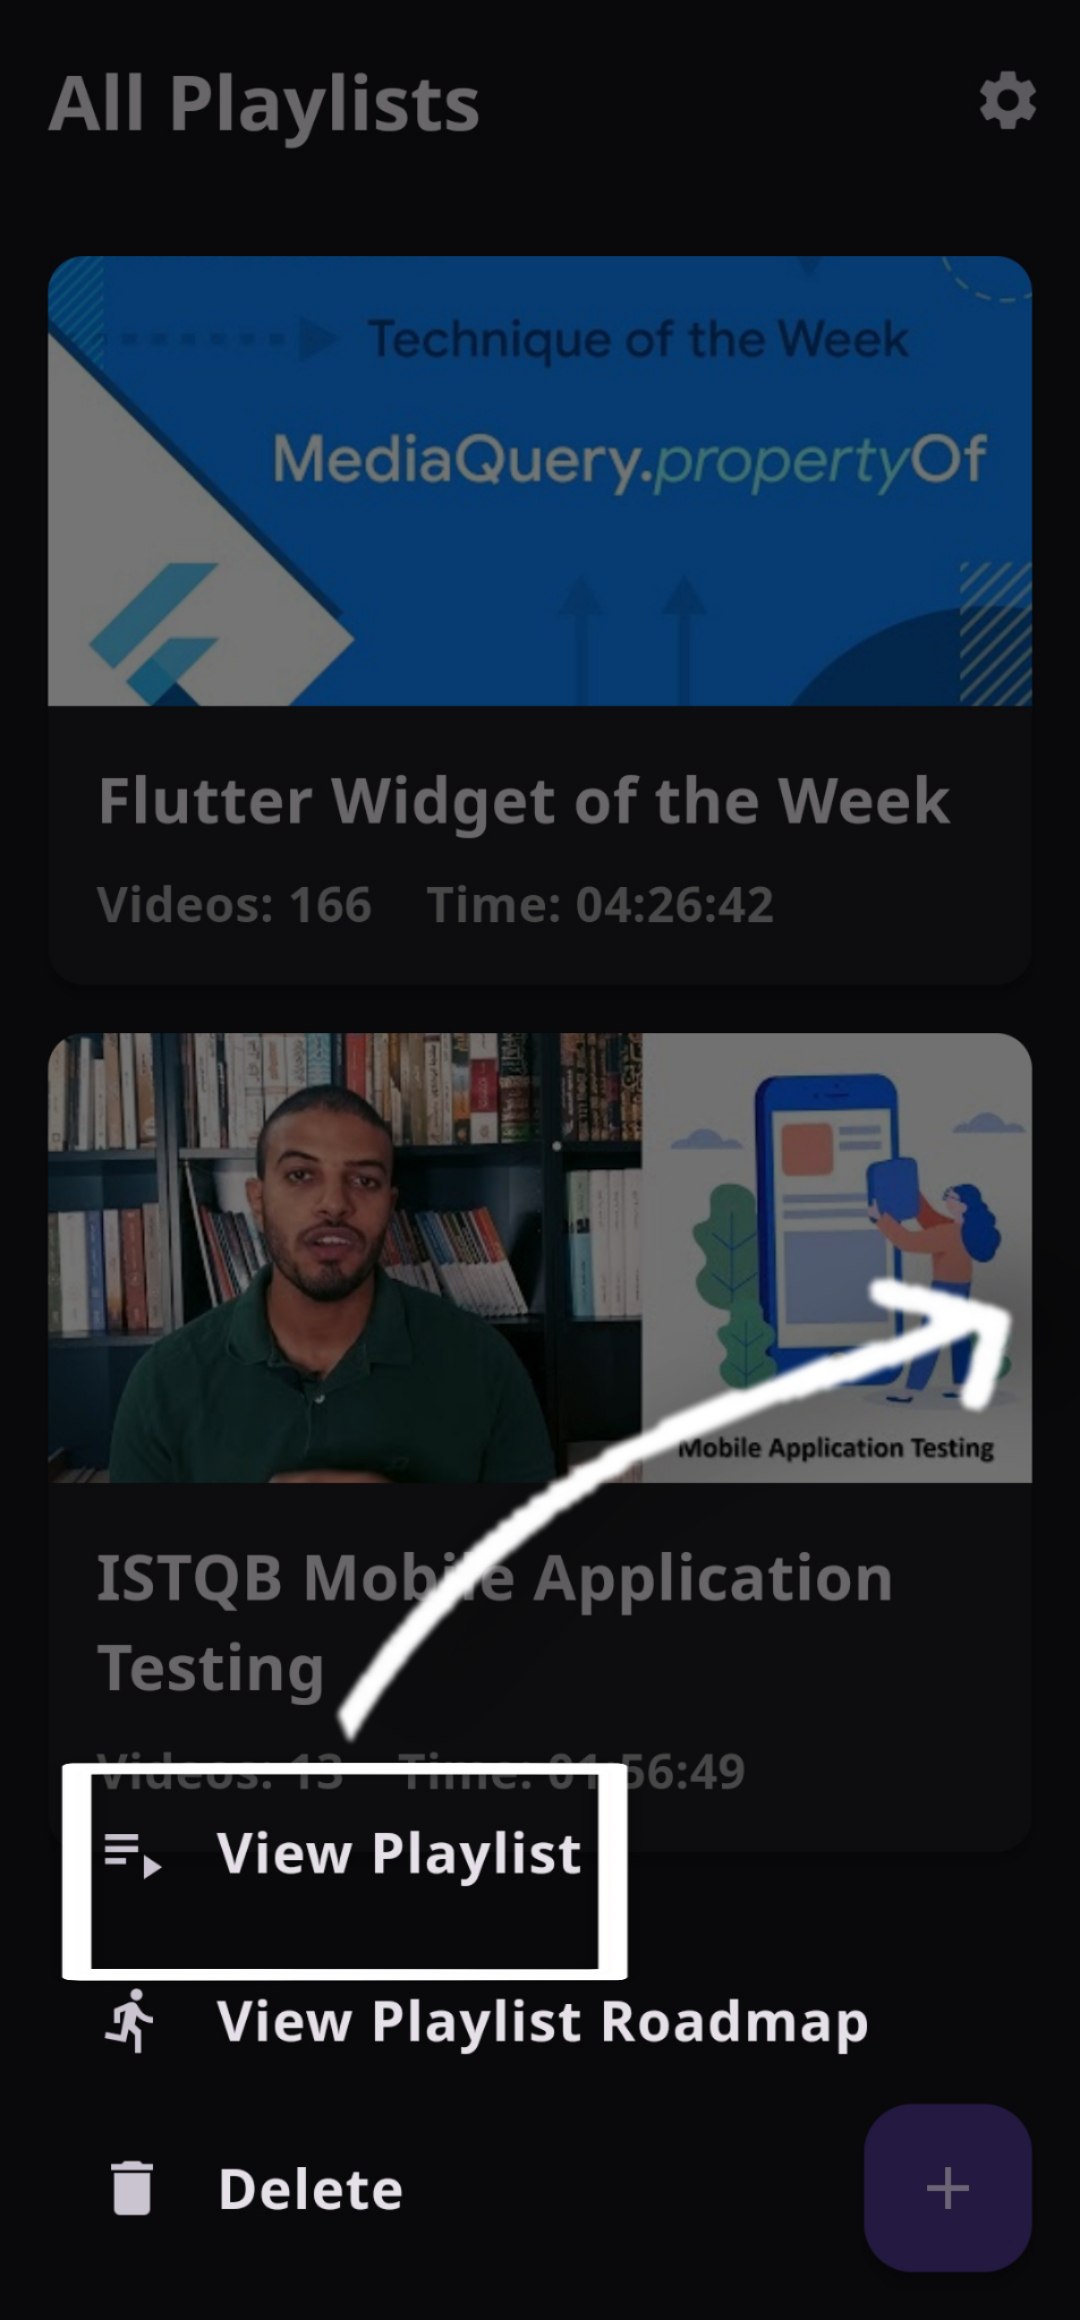 All Playlists
Technique of the Week
MediaQuery.propertyOf
Flutter Widget of the Week
Videos: 166 Time: 04:26:42
Mobile Application Testing
ISTQB Mobile Application
Testing
Videos: 13 Time: 01:56:49
View Playlist
View Playlist Roadmap
Delete